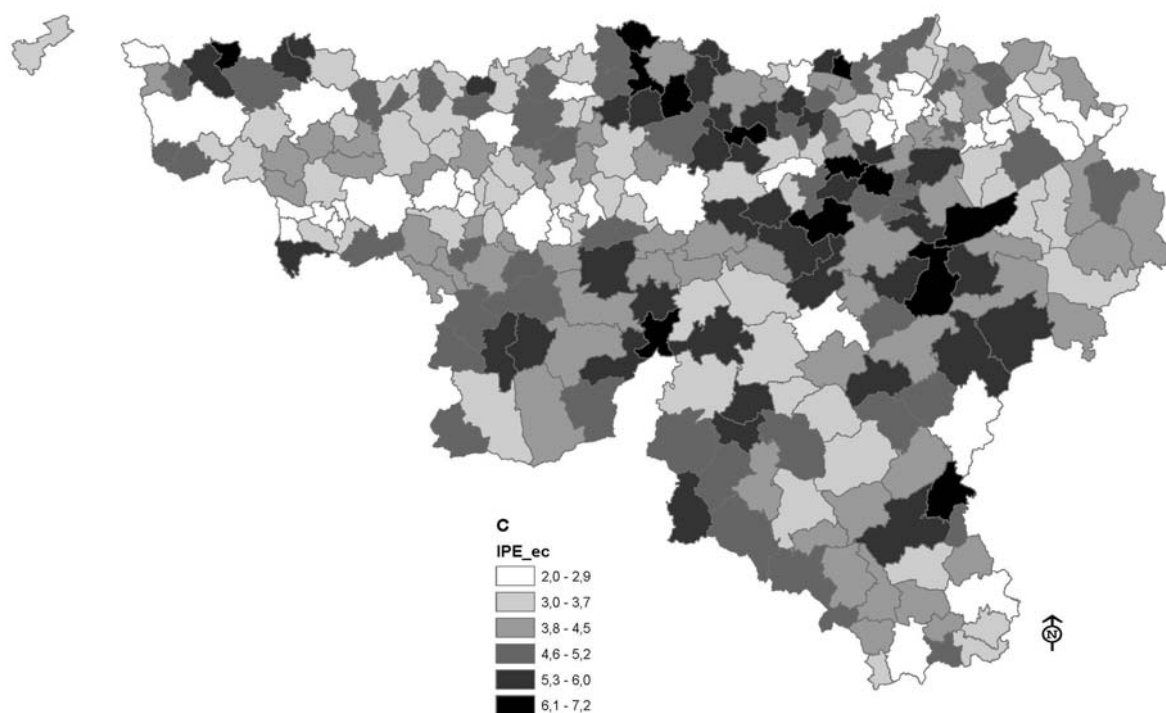 C
IPE_ec
2,0 - 2,9
3,0 - 3,7
3,8 - 4,5
4,6 - 5,2
5,3 - 6,0
6,1 - 7,2
N